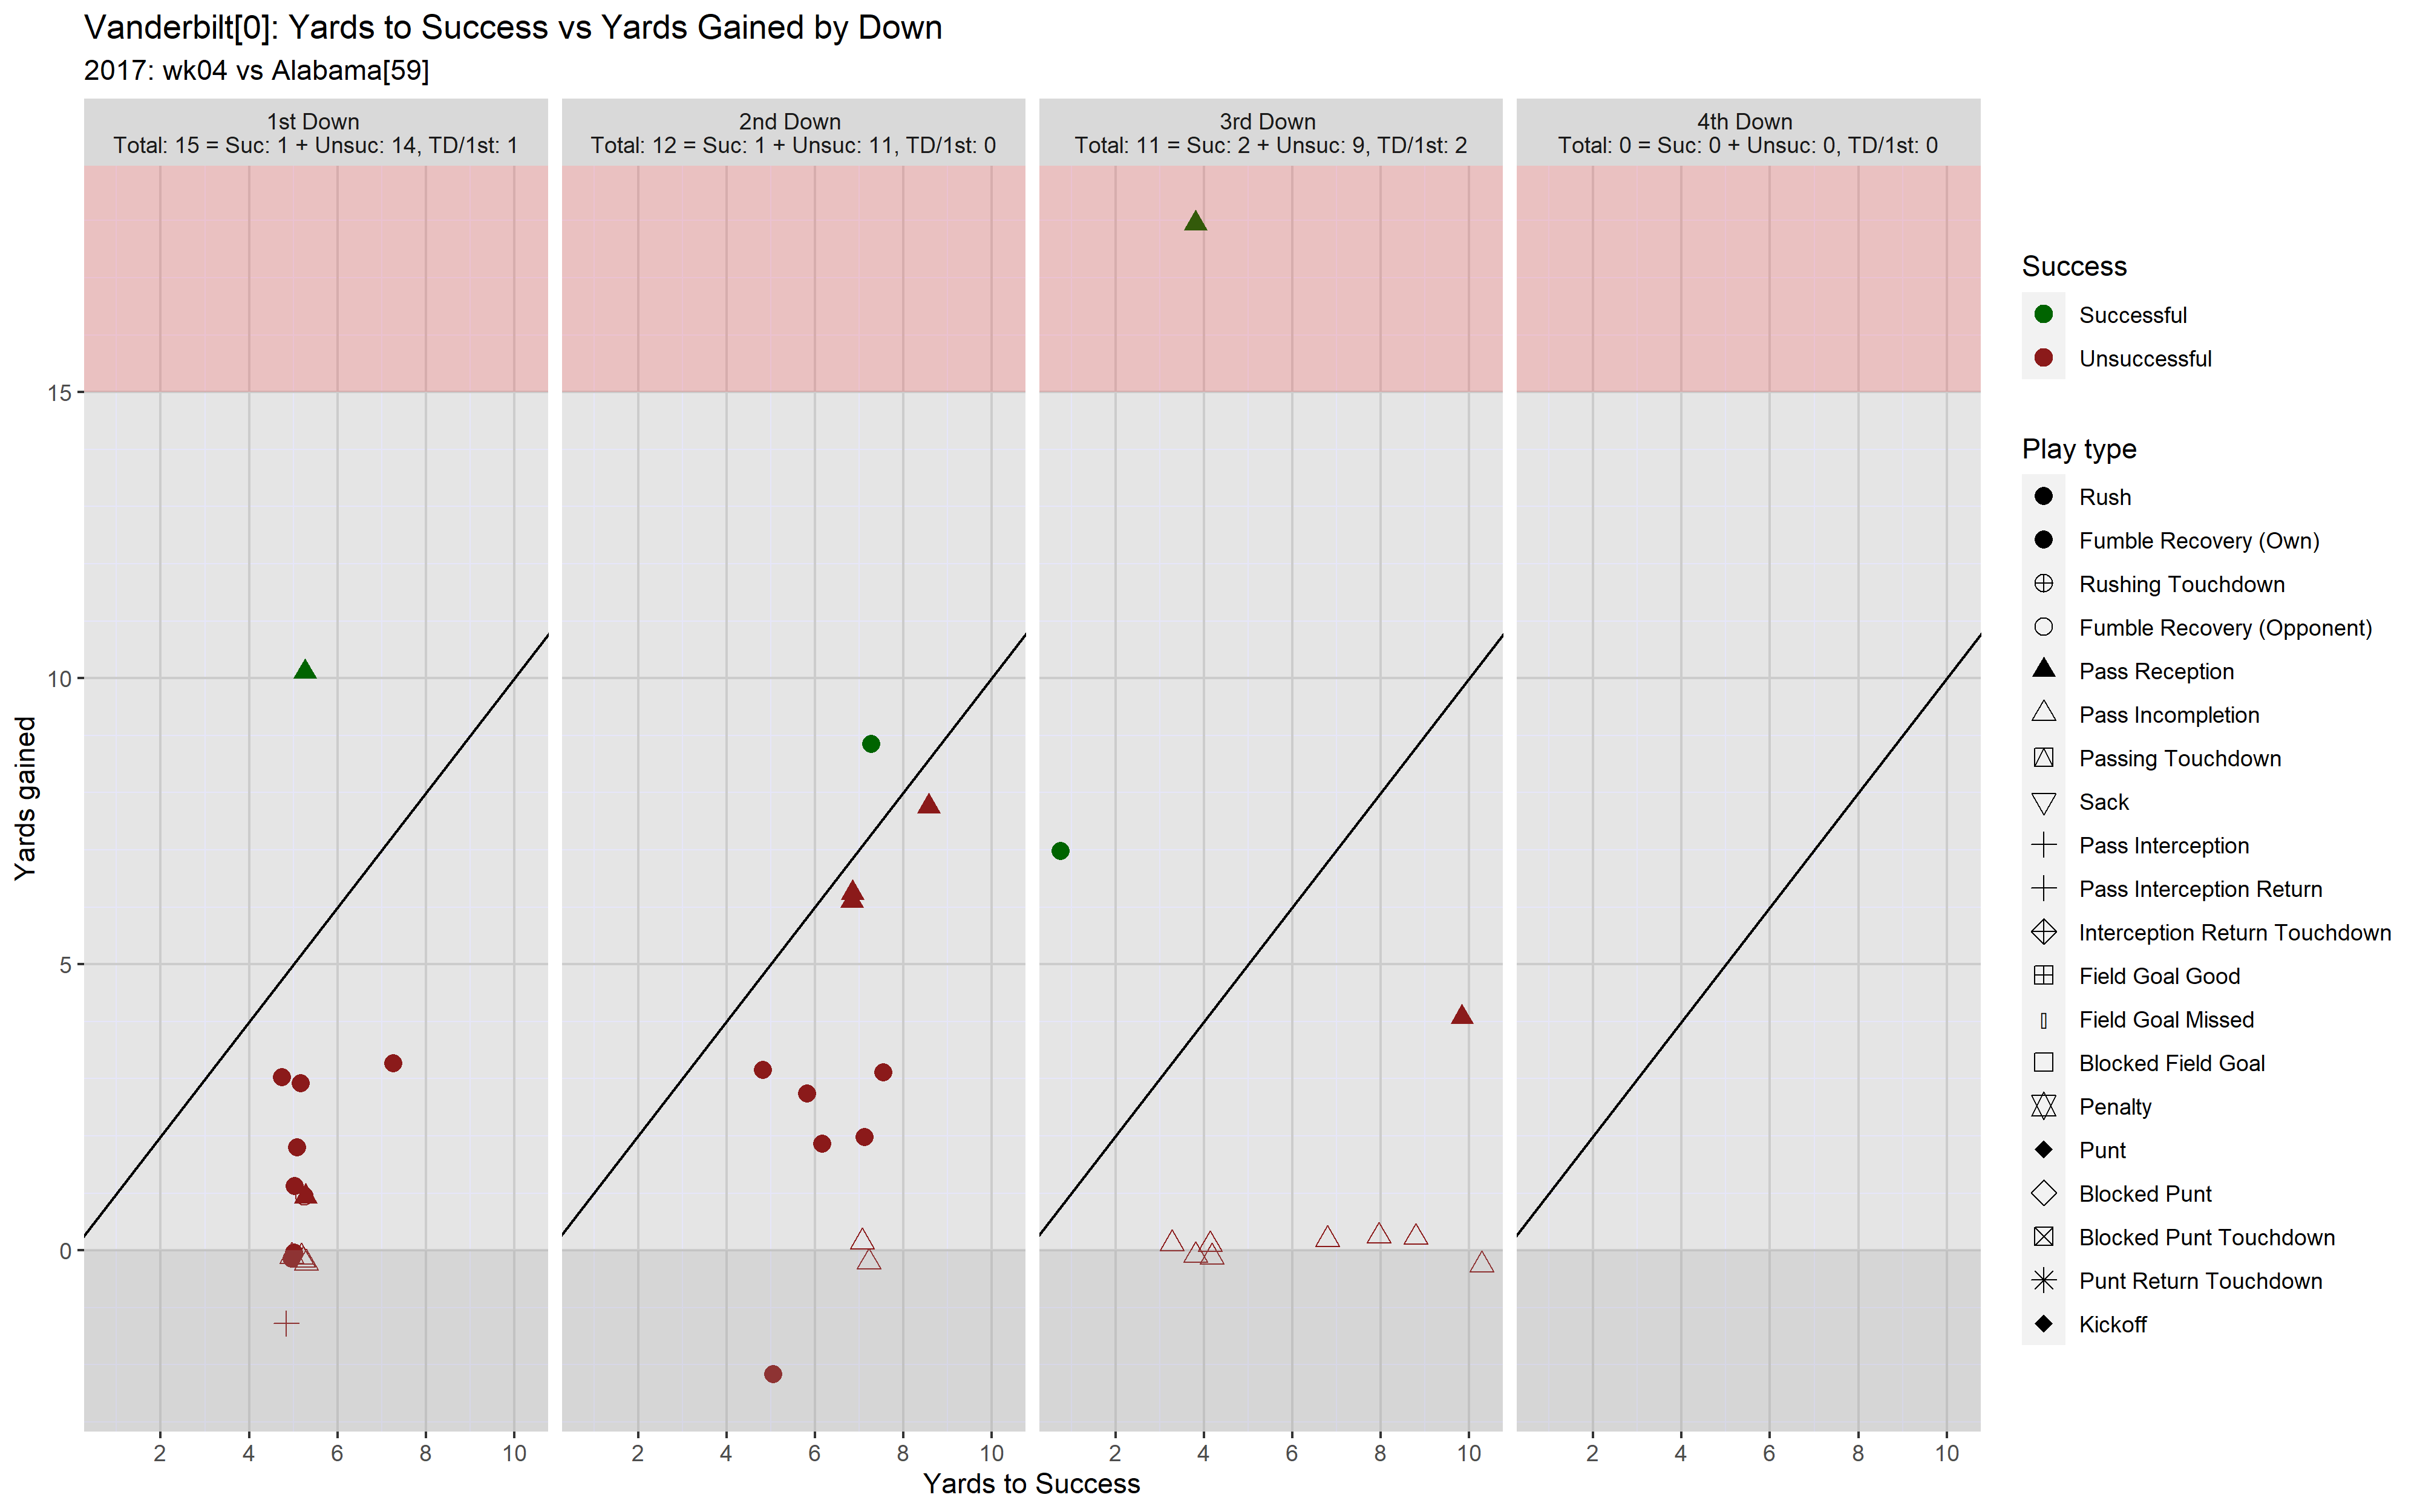 Vanderbilt[0]: Yards to Success vs Yards Gained by Down
2017: wk04 vs Alabama[59]
1st Down
Total: 15 = Suc: 1 + Unsuc: 14, TD/1st: 1
2nd Down
Total: 12 = Suc: 1 + Unsuc: 11, TD/1st: 0
3rd Down
Total: 11 = Suc: 2 + Unsuc: 9, TD/1st: 2
4th Down
Total: 0 = Suc: 0 + Unsuc: 0, TD/1st: 0
Yards gained
15
10
5
0
2 4 6 8 10
2 4 6 8 10
2 4 6 8 10
2 4 6 8 10
Yards to Success
Success
Successful
Unsuccessful
Play type
Rush
Fumble Recovery (Own)
Rushing Touchdown
Fumble Recovery (Opponent)
Pass Reception
Pass Incompletion
Passing Touchdown
Sack
Pass Interception
Pass Interception Return
Interception Return Touchdown
Field Goal Good
Field Goal Missed
Blocked Field Goal
Penalty
Punt
Blocked Punt
Blocked Punt Touchdown
Punt Return Touchdown
Kickoff